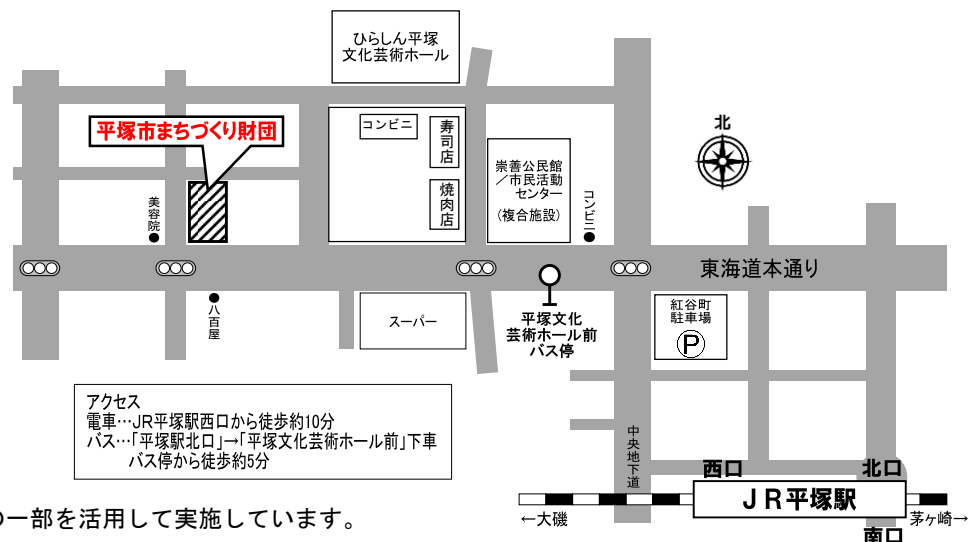 ひらしん平塚
文化芸術ホール
平塚市まちづくり財団
コンビニ
寿司店
焼肉店
崇善公民館
／市民活動
センター
(複合施設)
コンビニ
北
美容院
東海道本通り
八百屋
スーパー
平塚文化
芸術ホール前
バス停
紅谷町
駐車場
P
アクセス
電車…JR平塚駅西口から徒歩約10分
バス…「平塚駅北口」→「平塚文化芸術ホール前」下車
バス停から徒歩約5分
中央地下道
西口
北口
JR平塚駅
←大磯
茅ヶ崎→
南口
の一部を活用して実施しています。